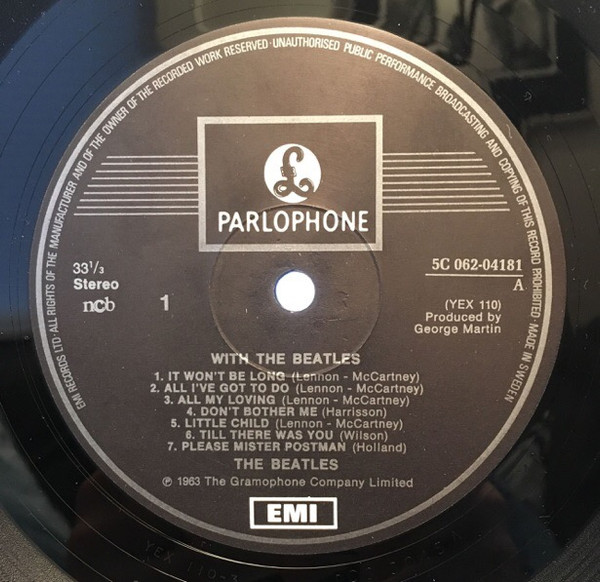 EMI RECORDS LTD · ALL RIGHTS OF THE MANUFACTURER AND OF THE OWNER OF THE RECORDED WORK RESERVED · UNAUTHORISED PUBLIC PERFORMANCE BROADCASTING AND COPYING OF THIS RECORD PROHIBITED · MADE IN SWEDEN
£
PARLOPHONE
33 1/3
Stereo
ncb
1
5C 062-04181
A
(YEX 110)
Produced by
George Martin
WITH THE BEATLES
1. IT WON'T BE LONG (Lennon - McCartney)
2. ALL I'VE GOT TO DO (Lennon - McCartney)
3. ALL MY LOVING (Lennon - McCartney)
4. DON'T BOTHER ME (Harrisson)
5. LITTLE CHILD (Lennon - McCartney)
6. TILL THERE WAS YOU (Wilson)
7. PLEASE MISTER POSTMAN (Holland)
THE BEATLES
℗ 1963 The Gramophone Company Limited
EMI